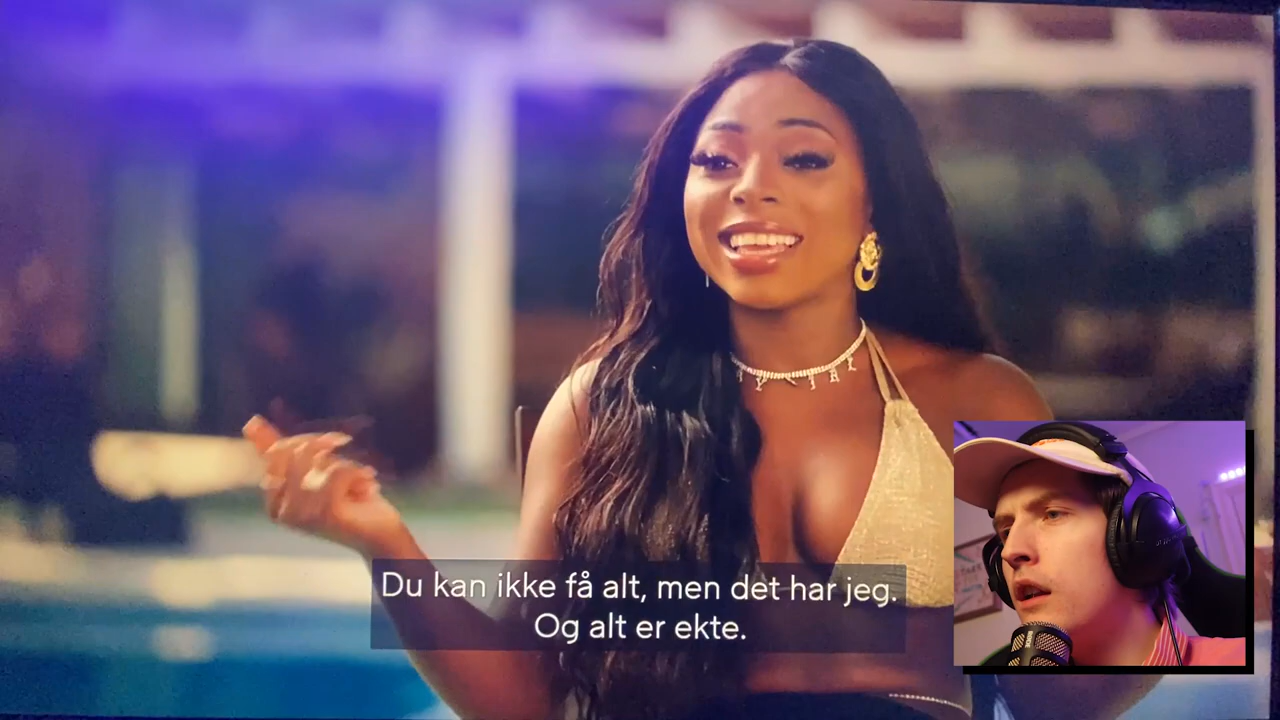 Du kan ikke få alt, men det har jeg.
Og alt er ekte.